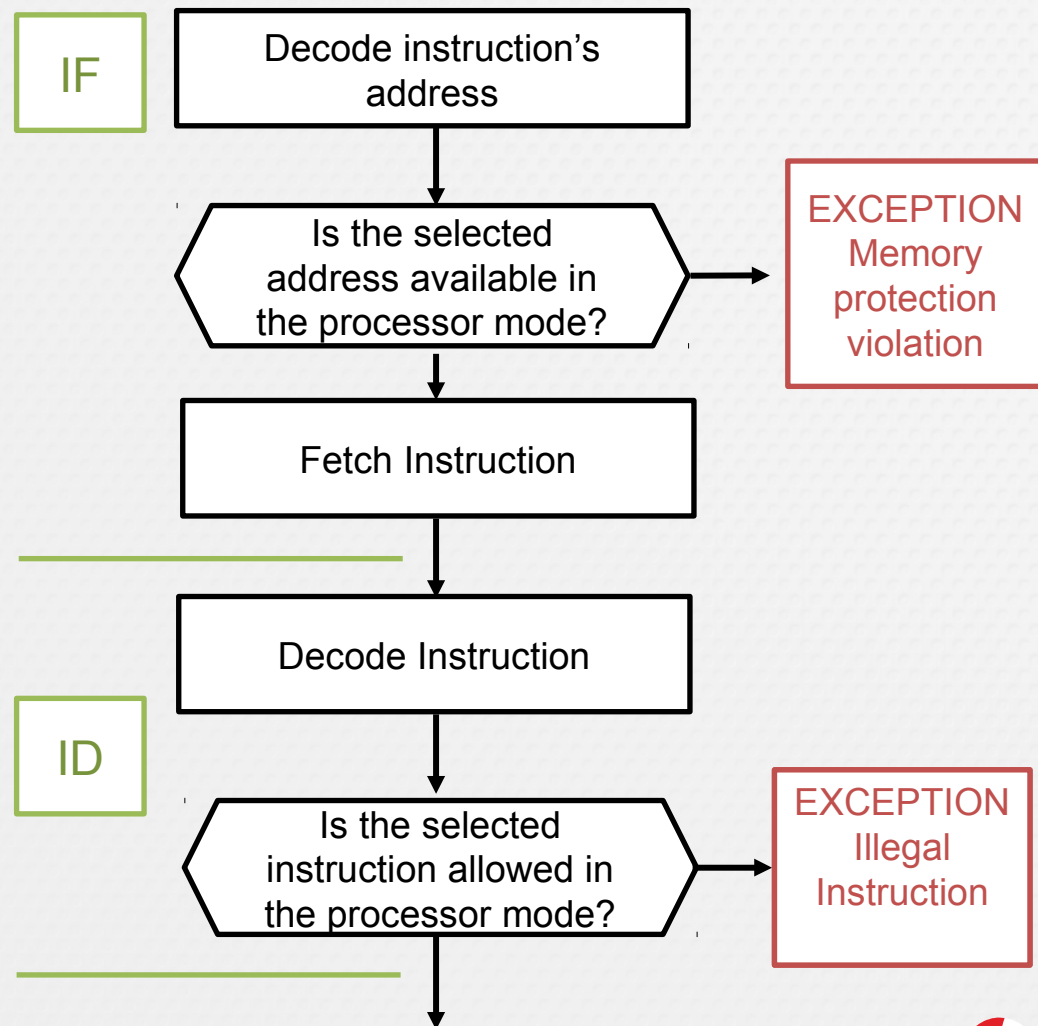 IF
Decode instruction’s
address
Is the selected
address available in
the processor mode?
EXCEPTION
Memory
protection
violation
Fetch Instruction
Decode Instruction
ID
Is the selected
instruction allowed in
the processor mode?
EXCEPTION
Illegal
Instruction